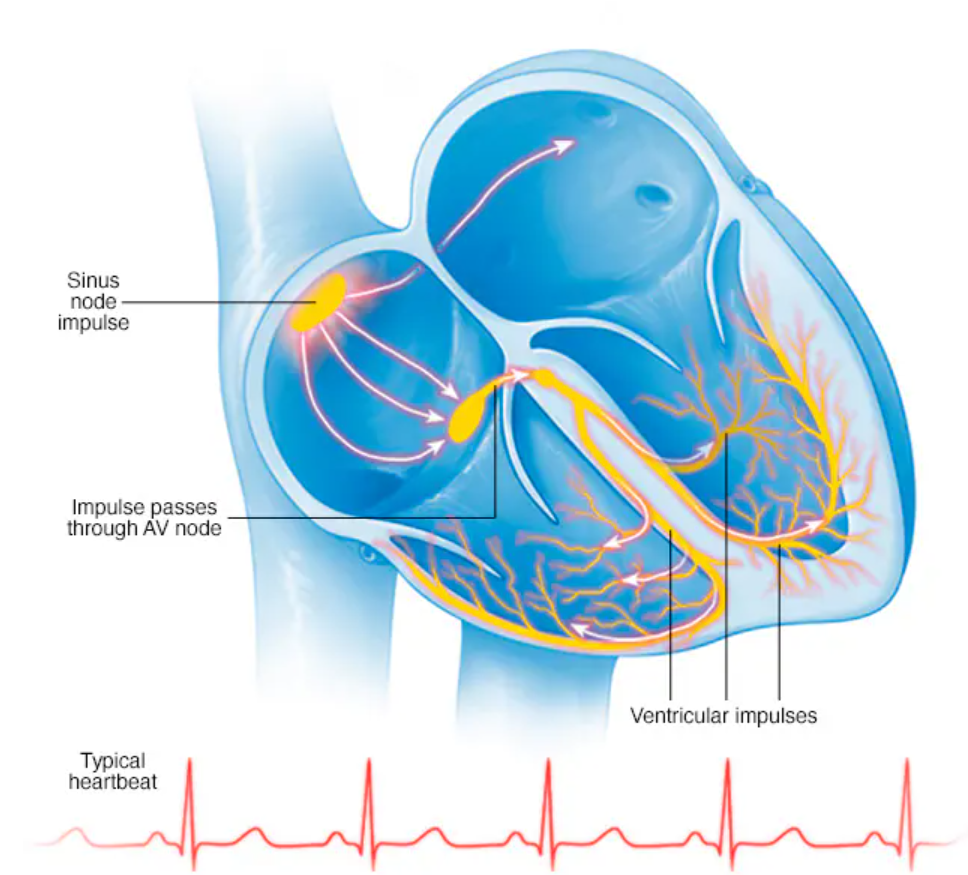 Sinus
node
impulse
Impulse passes
through AV node
Ventricular impulses
Typical
heartbeat